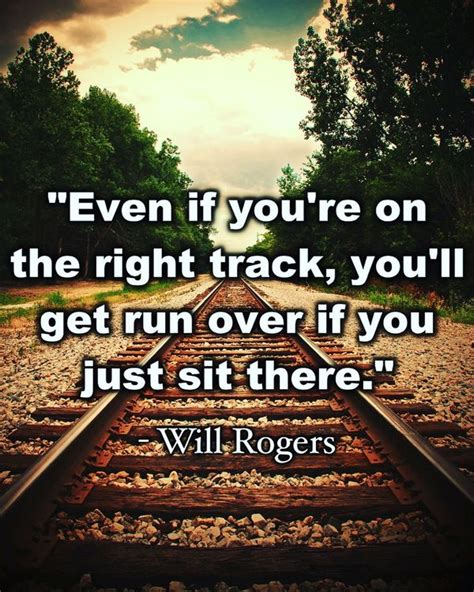 "Even if you're on
the right track, you'll
get run over if you
just sit there."
- Will Rogers